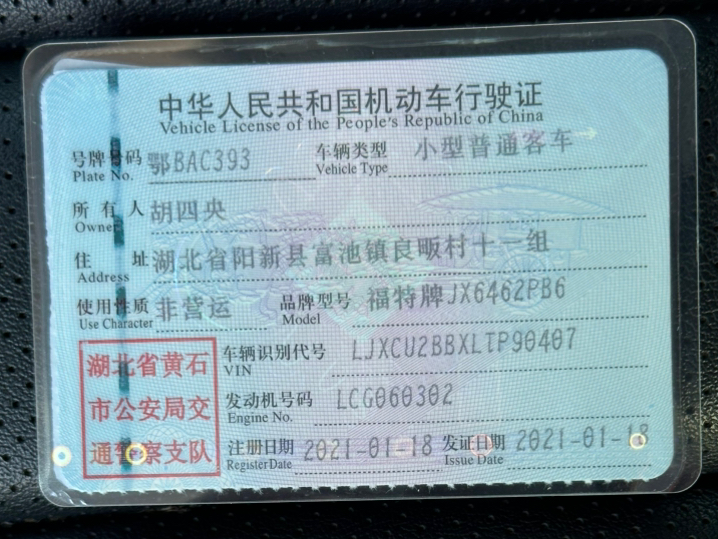 中华人民共和国机动车行驶证
Vehicle License of the People's Republic of China
号牌号码 鄂BAC393 车辆类型 小型普通客车
Plate No. Vehicle Type
所有人 胡四央
Owner
住址 湖北省阳新县富池镇良畈村十一组
Address
使用性质 非营运 品牌型号 福特牌JX6462PB6
Use Character Model
湖北省黄石
市公安局交
通警察支队
车辆识别代号 LJXCU2BBXLTP90407
VIN
发动机号码 LCG060302
Engine No.
注册日期 2021-01-18 发证日期 2021-01-18
Register Date Issue Date